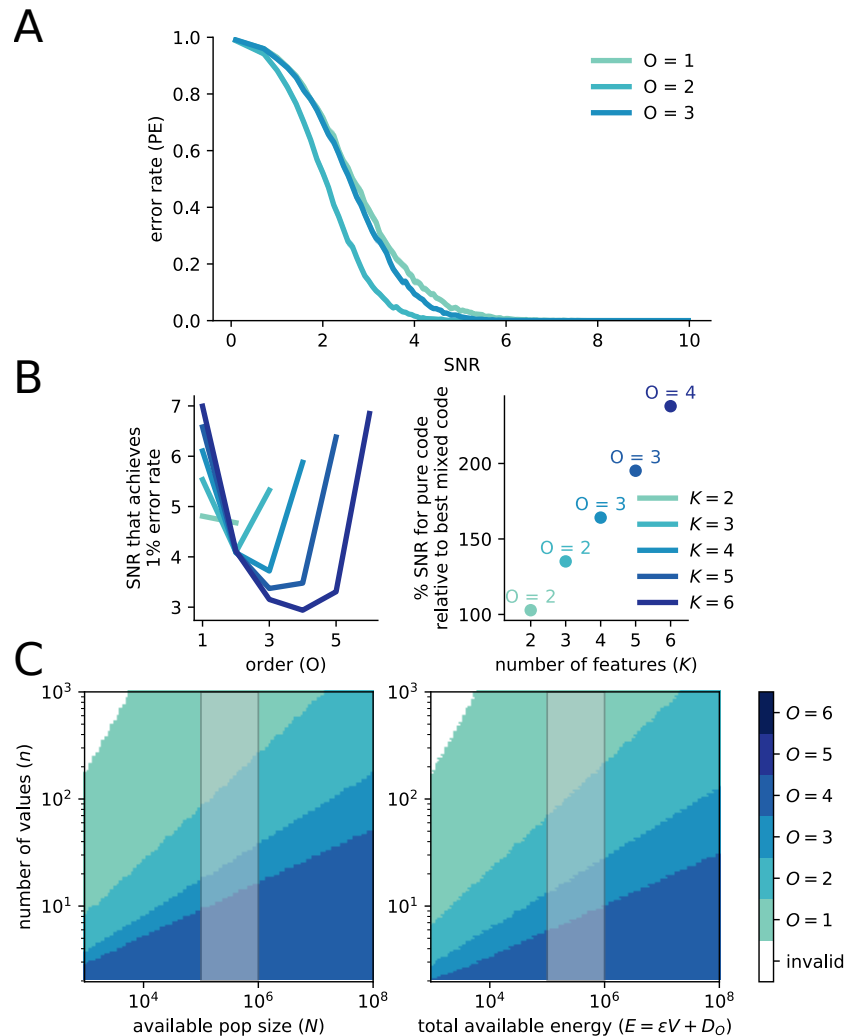 A
1.0
0.8
0.6
0.4
0.2
0.0
error rate (PE)
0
2
4
6
8
10
SNR
O = 1
O = 2
O = 3
B
7
6
5
4
3
SNR that achieves
1% error rate
1
3
5
order (O)
200
150
100
% SNR for pure code
relative to best mixed code
O = 2
O = 2
O = 3
O = 3
O = 4
K = 2
K = 3
K = 4
K = 5
K = 6
2
3
4
5
6
number of features (K)
C
10³
10²
10¹
number of values (n)
10⁴
10⁶
10⁸
available pop size (N)
10³
10²
10¹
10⁴
10⁶
10⁸
total available energy (E = εV + D_O)
O = 6
O = 5
O = 4
O = 3
O = 2
O = 1
invalid